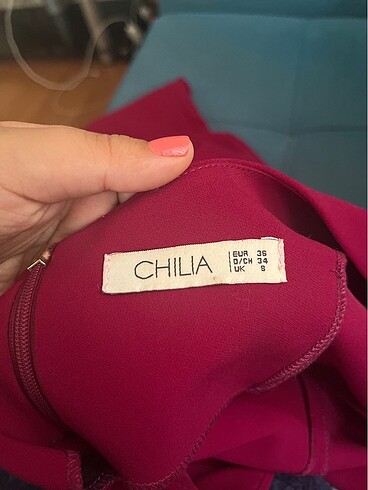 CHILIA
EUR 36
D/CH 34
UK 8